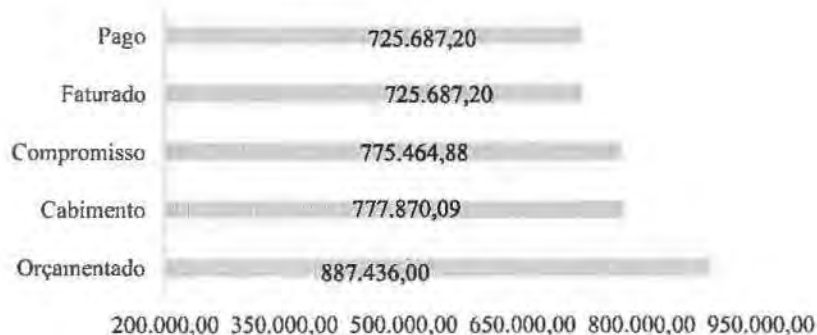 Pago 725.687,20
Faturado 725.687,20
Compromisso 775.464,88
Cabimento 777.870,09
Orçamentado 887.436,00
200.000,00 350.000,00 500.000,00 650.000,00 800.000,00 950.000,00